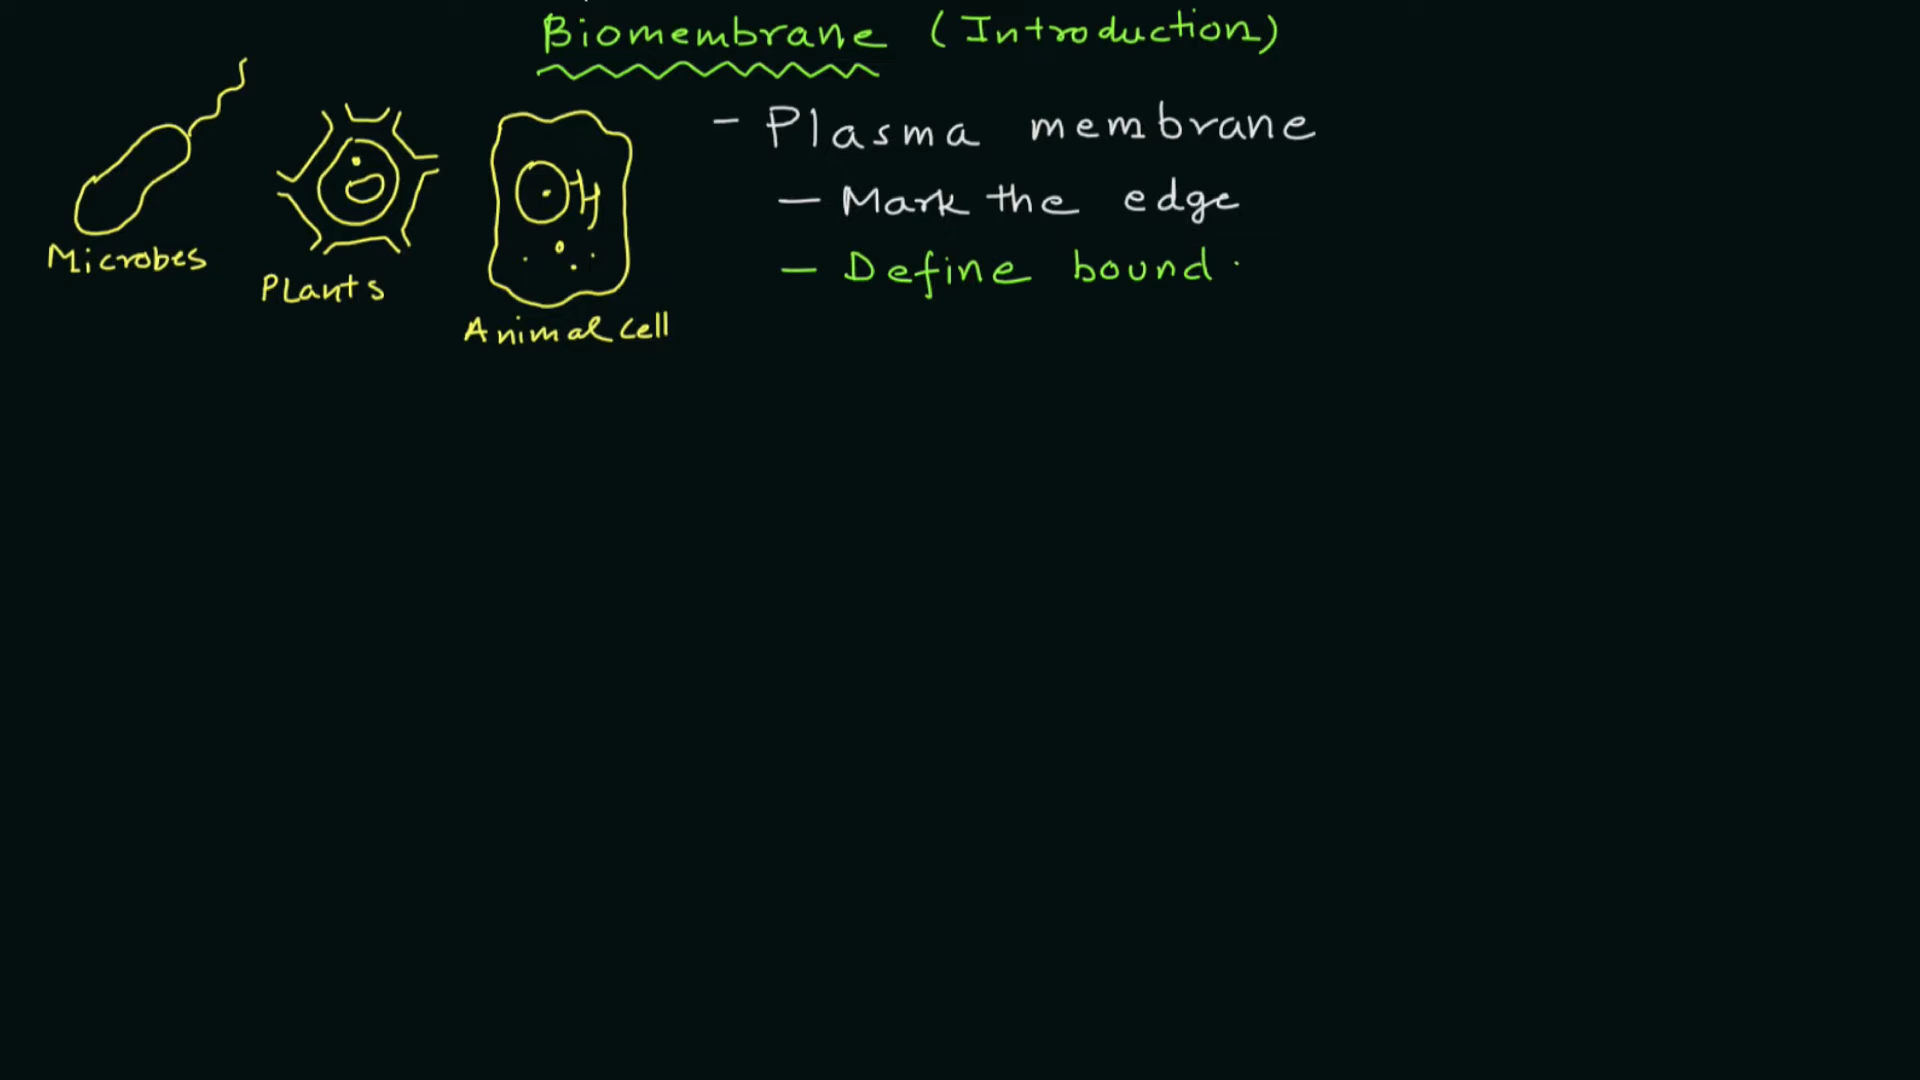 Biomembrane (Introduction)
Microbes
Plants
Animal cell
- Plasma membrane
- Mark the edge
- Define bound